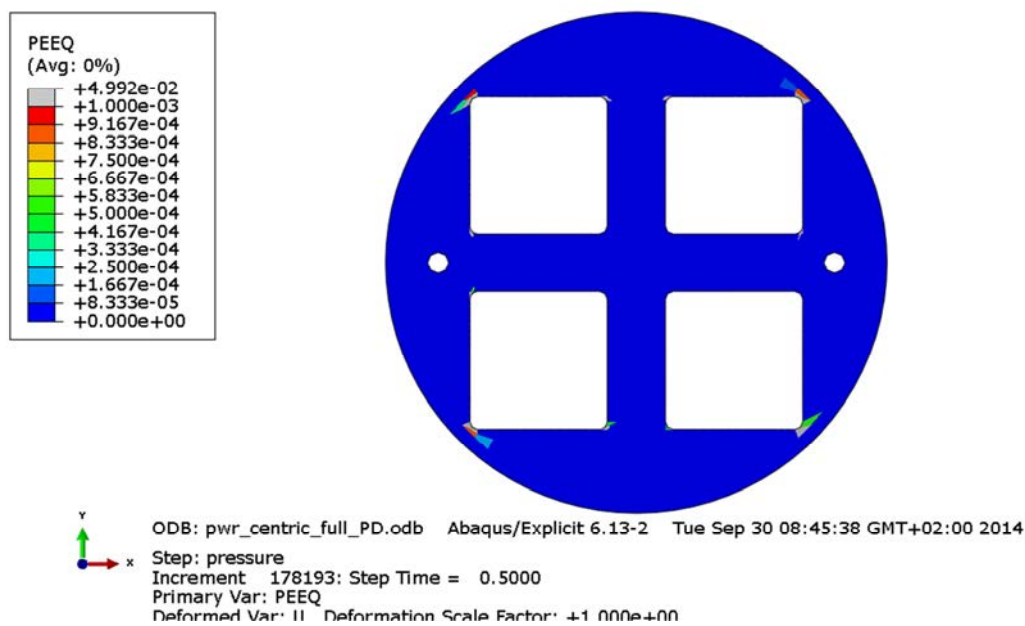 PEEQ
(Avg: 0%)
+4.992e-02
+1.000e-03
+9.167e-04
+8.333e-04
+7.500e-04
+6.667e-04
+5.833e-04
+5.000e-04
+4.167e-04
+3.333e-04
+2.500e-04
+1.667e-04
+8.333e-05
+0.000e+00
Y
X
ODB: pwr_centric_full_PD.odb Abaqus/Explicit 6.13-2 Tue Sep 30 08:45:38 GMT+02:00 2014
Step: pressure
Increment 178193: Step Time = 0.5000
Primary Var: PEEQ
Deformed Var: U Deformation Scale Factor: +1.000e+00